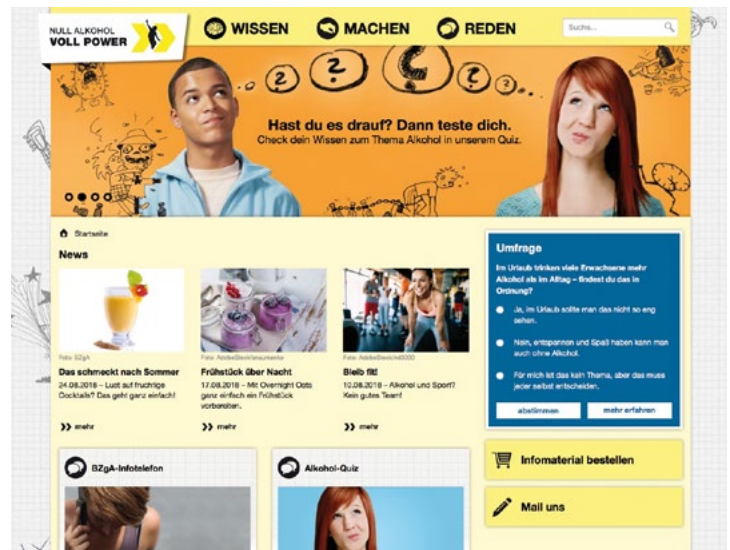 NULL ALKOHOL
VOLL POWER
WISSEN
MACHEN
REDEN
Suche...
? ? ? ?
Hast du es drauf? Dann teste dich.
Check dein Wissen zum Thema Alkohol in unserem Quiz.
Startseite
News
Foto: BZgA
Das schmeckt nach Sommer
24.08.2018 – Lust auf fruchtige
Cocktails? Das geht ganz einfach!
mehr
Frühstück über Nacht
17.08.2018 – Mit Overnight Oats
ganz einfach ein Frühstück
vorbereiten.
mehr
Bleib fit!
10.08.2018 – Alkohol und Sport?
Kein gutes Team!
mehr
Umfrage
Im Urlaub trinken viele Erwachsene mehr
Alkohol als im Alltag – findest du das in
Ordnung?
Ja, im Urlaub sollte man das nicht so eng
sehen.
Nein, entspannen und Spaß haben kann man
auch ohne Alkohol.
Für mich ist das kein Thema, aber das muss
jeder selbst entscheiden.
abstimmen
mehr erfahren
BZgA-Infotelefon
Alkohol-Quiz
Infomaterial bestellen
Mail uns